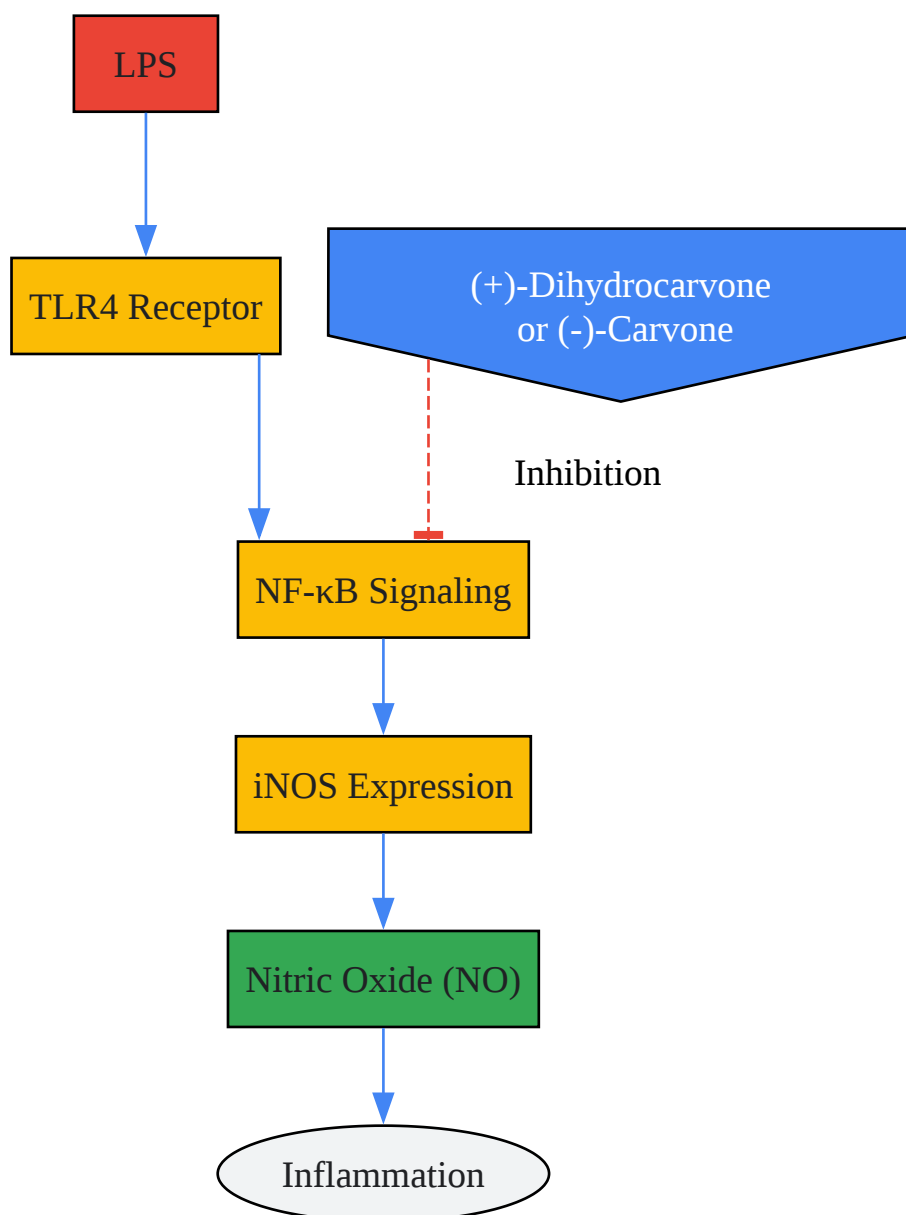 LPS
TLR4 Receptor
(+)-Dihydrocarvone
or (-)-Carvone
Inhibition
NF-κB Signaling
iNOS Expression
Nitric Oxide (NO)
Inflammation